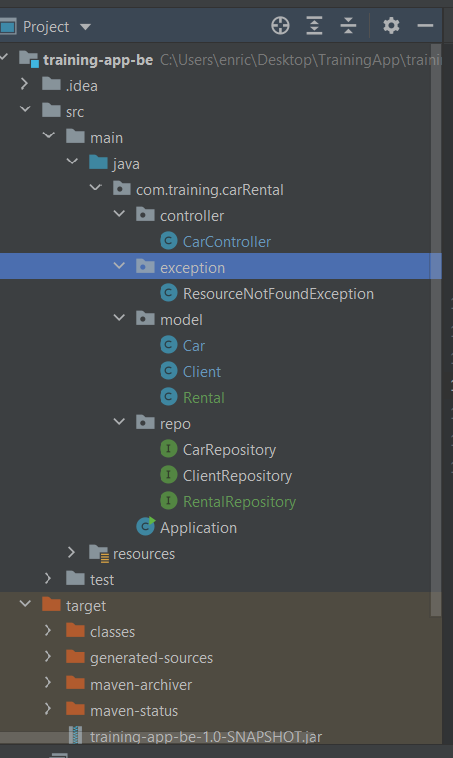 Project
training-app-be C:\Users\enric\Desktop\TrainingApp\trainin
.idea
src
main
java
com.training.carRental
controller
C CarController
exception
C ResourceNotFoundException
model
C Car
C Client
C Rental
repo
I CarRepository
I ClientRepository
I RentalRepository
C Application
resources
test
target
classes
generated-sources
maven-archiver
maven-status
training-app-be-1.0-SNAPSHOT.jar